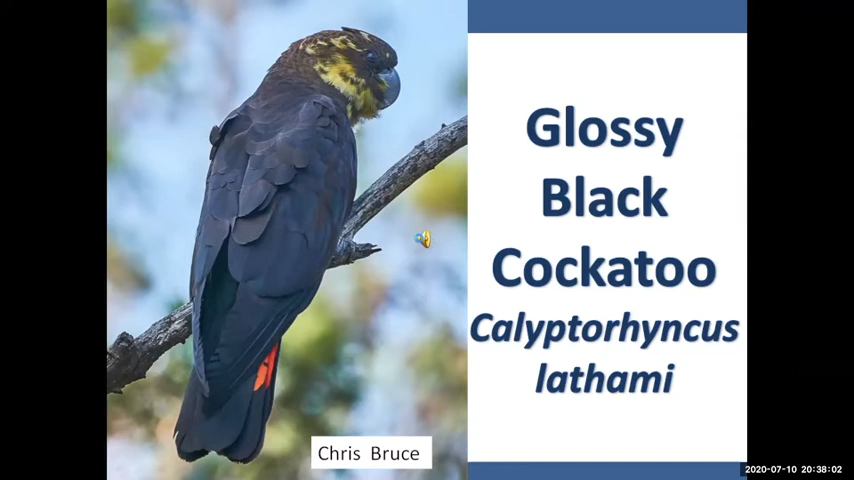 Glossy
Black
Cockatoo
Calyptorhyncus
lathami
Chris Bruce
2020-07-10 20:38:02